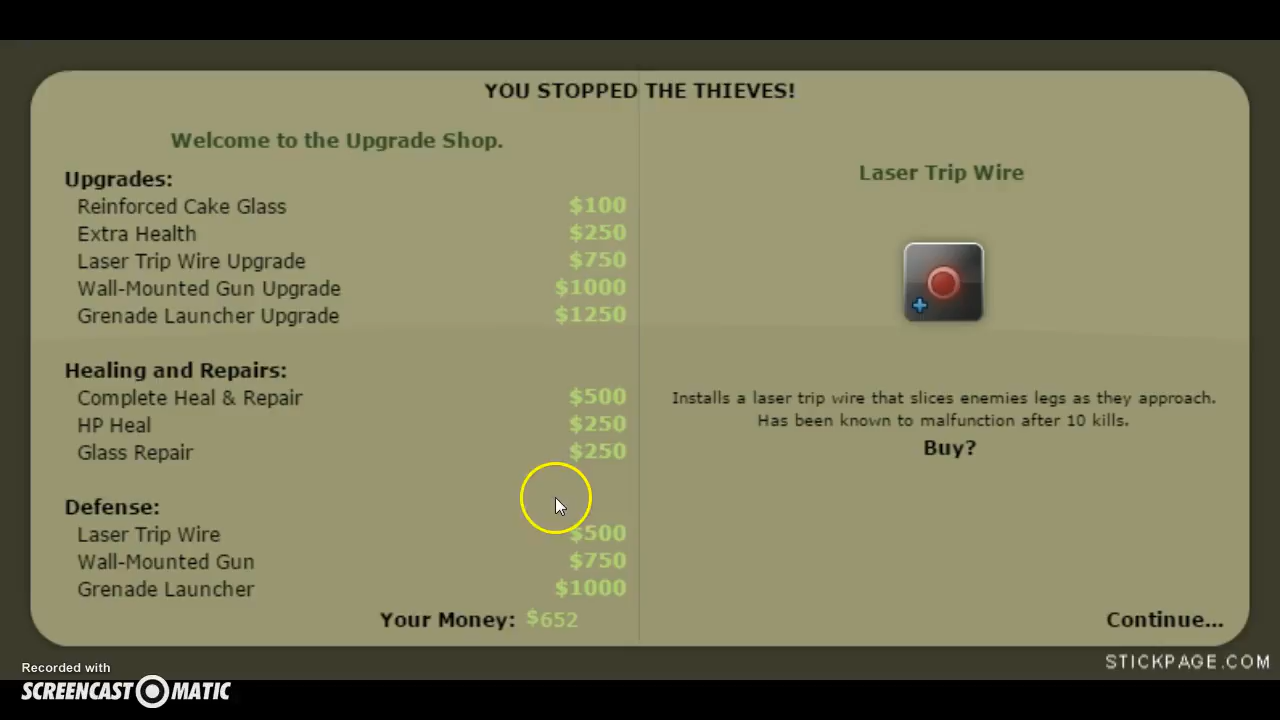 YOU STOPPED THE THIEVES!
Welcome to the Upgrade Shop.
Upgrades:
Reinforced Cake Glass $100
Extra Health $250
Laser Trip Wire Upgrade $750
Wall-Mounted Gun Upgrade $1000
Grenade Launcher Upgrade $1250
Healing and Repairs:
Complete Heal & Repair $500
HP Heal $250
Glass Repair $250
Defense:
Laser Trip Wire $500
Wall-Mounted Gun $750
Grenade Launcher $1000
Your Money: $652
Laser Trip Wire
Installs a laser trip wire that slices enemies legs as they approach.
Has been known to malfunction after 10 kills.
Buy?
Continue...
STICKPAGE.COM
Recorded with
SCREENCAST-O-MATIC